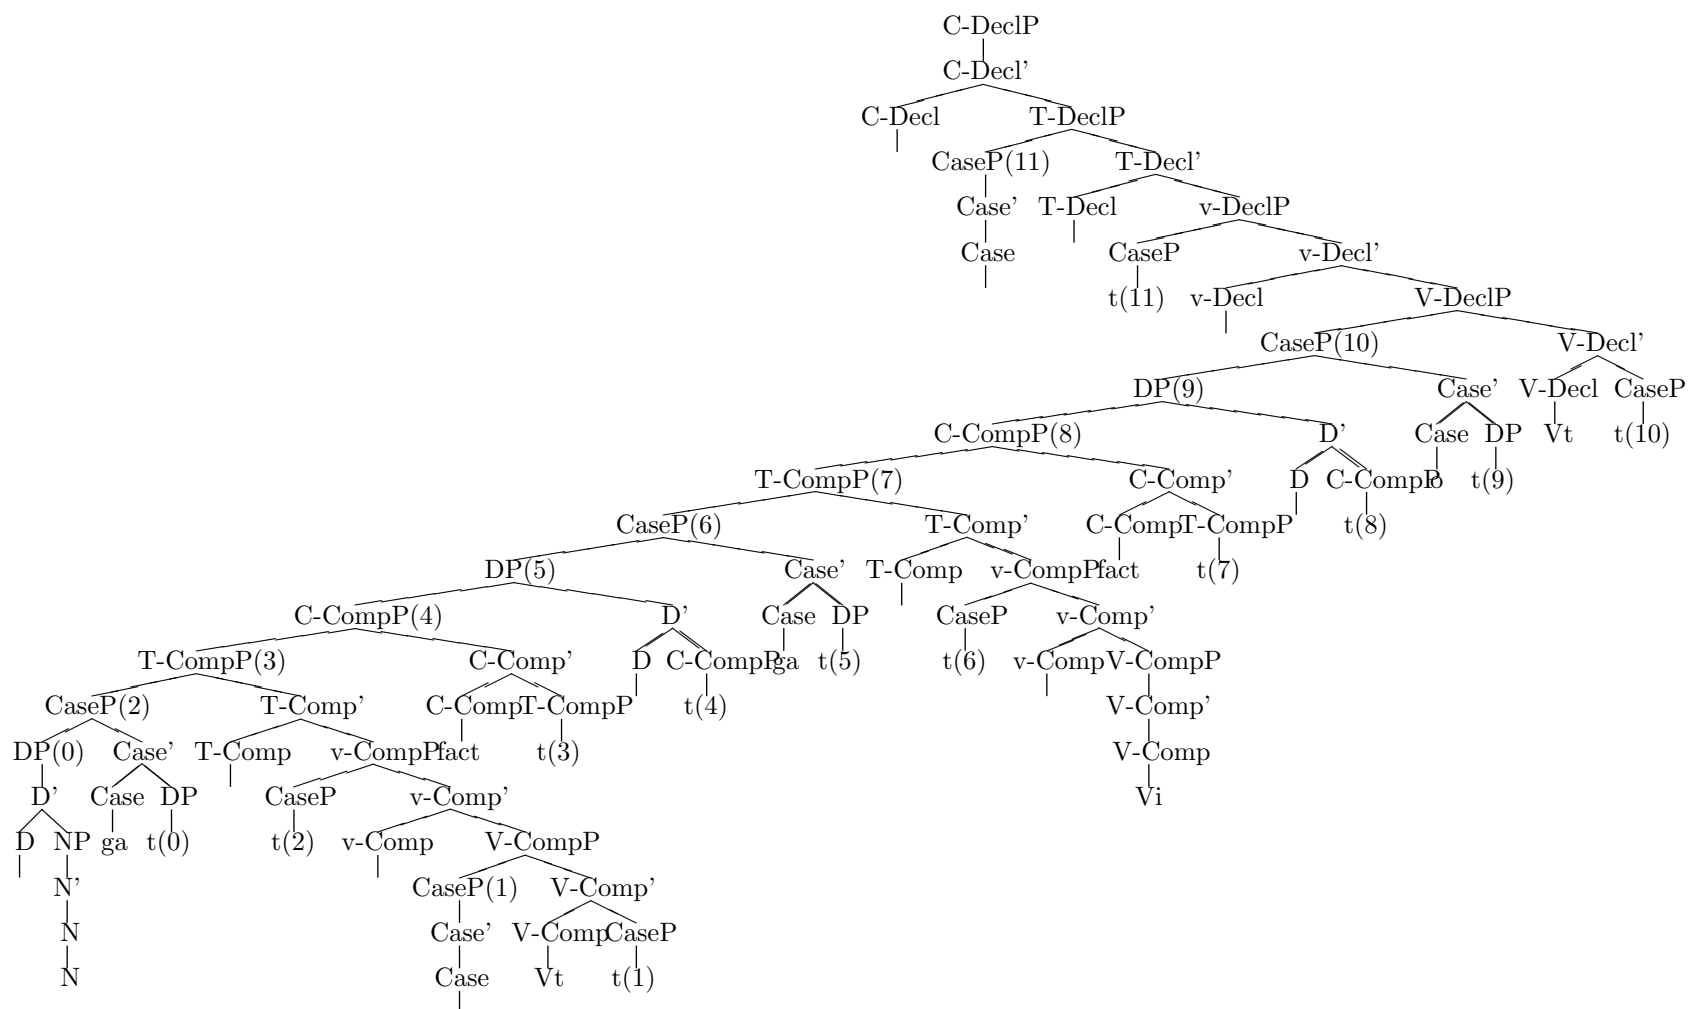 C-DeclP
C-Decl'
C-Decl T-DeclP
CaseP(11) T-Decl'
Case' T-Decl v-DeclP
Case CaseP v-Decl'
t(11) v-Decl V-DeclP
CaseP(10) V-Decl'
DP(9) Case' V-Decl CaseP
C-CompP(8) D' Case DP Vt t(10)
T-CompP(7) C-Comp' D C-CompP o t(9)
CaseP(6) T-Comp' C-Comp T-CompP t(8)
DP(5) Case' T-Comp v-CompP fact t(7)
C-CompP(4) D' Case DP CaseP v-Comp'
T-CompP(3) C-Comp' D C-CompP ga t(5) t(6) v-Comp V-CompP
CaseP(2) T-Comp' C-Comp T-CompP t(4) V-Comp'
DP(0) Case' T-Comp v-CompP fact t(3) V-Comp
D' Case DP CaseP v-Comp' Vi
D NP ga t(0) t(2) v-Comp V-CompP
N' CaseP(1) V-Comp'
N Case' V-Comp CaseP
N Case Vt t(1)